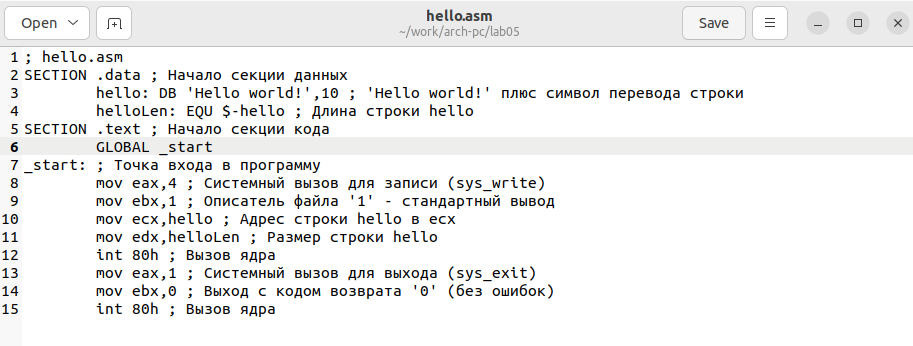 Open
hello.asm
~/work/arch-pc/lab05
Save
1 ; hello.asm
2 SECTION .data ; Начало секции данных
3 hello: DB 'Hello world!',10 ; 'Hello world!' плюс символ перевода строки
4 helloLen: EQU $-hello ; Длина строки hello
5 SECTION .text ; Начало секции кода
6 GLOBAL _start
7 _start: ; Точка входа в программу
8 mov eax,4 ; Системный вызов для записи (sys_write)
9 mov ebx,1 ; Описатель файла '1' - стандартный вывод
10 mov ecx,hello ; Адрес строки hello в ecx
11 mov edx,helloLen ; Размер строки hello
12 int 80h ; Вызов ядра
13 mov eax,1 ; Системный вызов для выхода (sys_exit)
14 mov ebx,0 ; Выход с кодом возврата '0' (без ошибок)
15 int 80h ; Вызов ядра